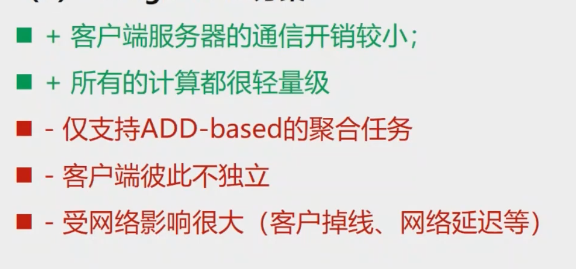 ■ + 客户端服务器的通信开销较小；
■ + 所有的计算都很轻量级
■ - 仅支持ADD-based的聚合任务
■ - 客户端彼此不独立
■ - 受网络影响很大（客户掉线、网络延迟等）